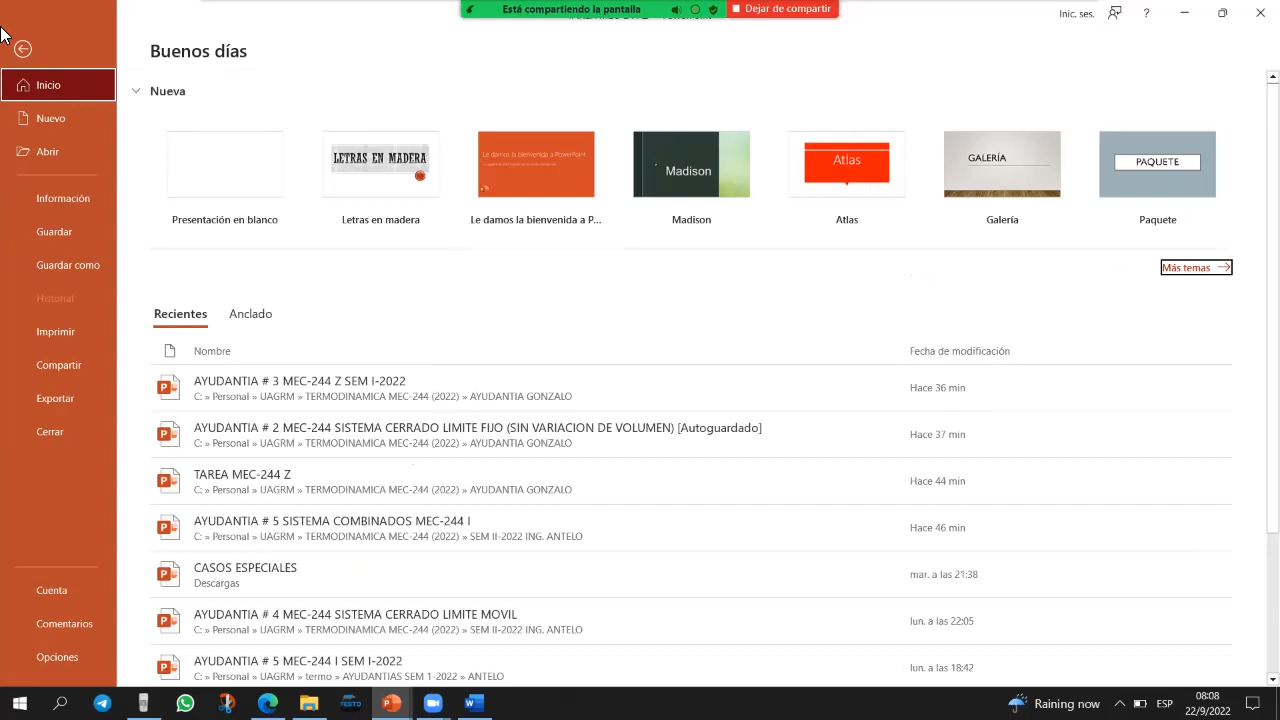 Está compartiendo la pantalla
Dejar de compartir
Inic. ses.
?
Buenos días
Inicio
Nuevo
Abrir
Información
Guardar
Guardar como
Historial
Imprimir
Compartir
Exportar
Cerrar
Cuenta
Comentarios
Opciones
Nueva
LETRAS EN MADERA
Le damos la bienvenida a PowerPoint
Madison
Atlas
GALERÍA
PAQUETE
Presentación en blanco
Letras en madera
Le damos la bienvenida a P...
Madison
Atlas
Galería
Paquete
Más temas
Recientes
Anclado
Nombre
Fecha de modificación
AYUDANTIA # 3 MEC-244 Z SEM I-2022
C: » Personal » UAGRM » TERMODINAMICA MEC-244 (2022) » AYUDANTIA GONZALO
Hace 36 min
AYUDANTIA # 2 MEC-244 SISTEMA CERRADO LIMITE FIJO (SIN VARIACION DE VOLUMEN) [Autoguardado]
C: » Personal » UAGRM » TERMODINAMICA MEC-244 (2022) » AYUDANTIA GONZALO
Hace 37 min
TAREA MEC-244 Z
C: » Personal » UAGRM » TERMODINAMICA MEC-244 (2022) » AYUDANTIA GONZALO
Hace 44 min
AYUDANTIA # 5 SISTEMA COMBINADOS MEC-244 I
C: » Personal » UAGRM » TERMODINAMICA MEC-244 (2022) » SEM II-2022 ING. ANTELO
Hace 46 min
CASOS ESPECIALES
Descargas
mar. a las 21:38
AYUDANTIA # 4 MEC-244 SISTEMA CERRADO LIMITE MOVIL
C: » Personal » UAGRM » TERMODINAMICA MEC-244 (2022) » SEM II-2022 ING. ANTELO
lun. a las 22:05
AYUDANTIA # 5 MEC-244 I SEM I-2022
C: » Personal » UAGRM » termo » AYUDANTIAS SEM 1-2022 » ANTELO
lun. a las 18:42
FESTO
Raining now
ESP
08:08
22/9/2022